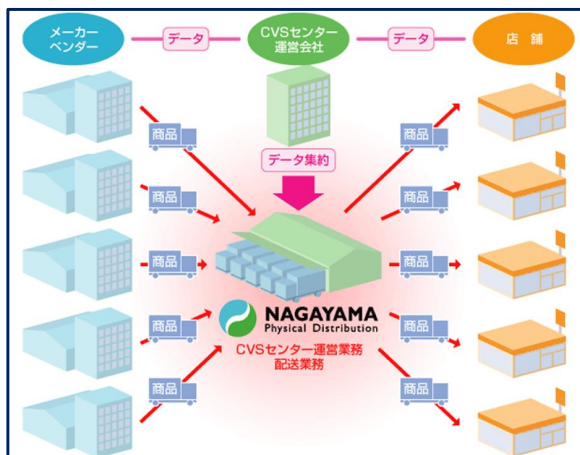 メーカー
ベンダー
データ
CVSセンター
運営会社
データ
店 舗
商品
商品
データ集約
商品
商品
商品
商品
NAGAYAMA
Physical Distribution
CVSセンター運営業務
配送業務
商品
商品
商品
商品